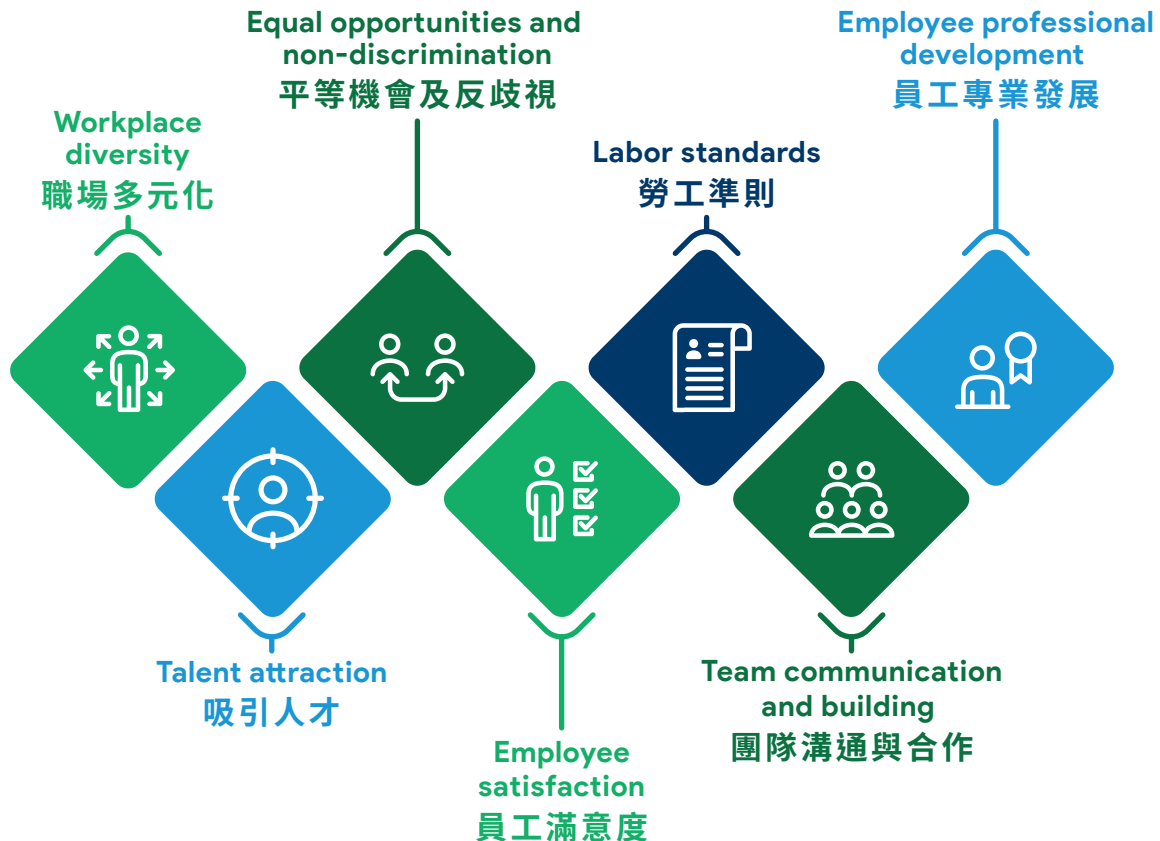 Workplace
diversity
職場多元化
Equal opportunities and
non-discrimination
平等機會及反歧視
Labor standards
勞工準則
Employee professional
development
員工專業發展
Talent attraction
吸引人才
Employee
satisfaction
員工滿意度
Team communication
and building
團隊溝通與合作